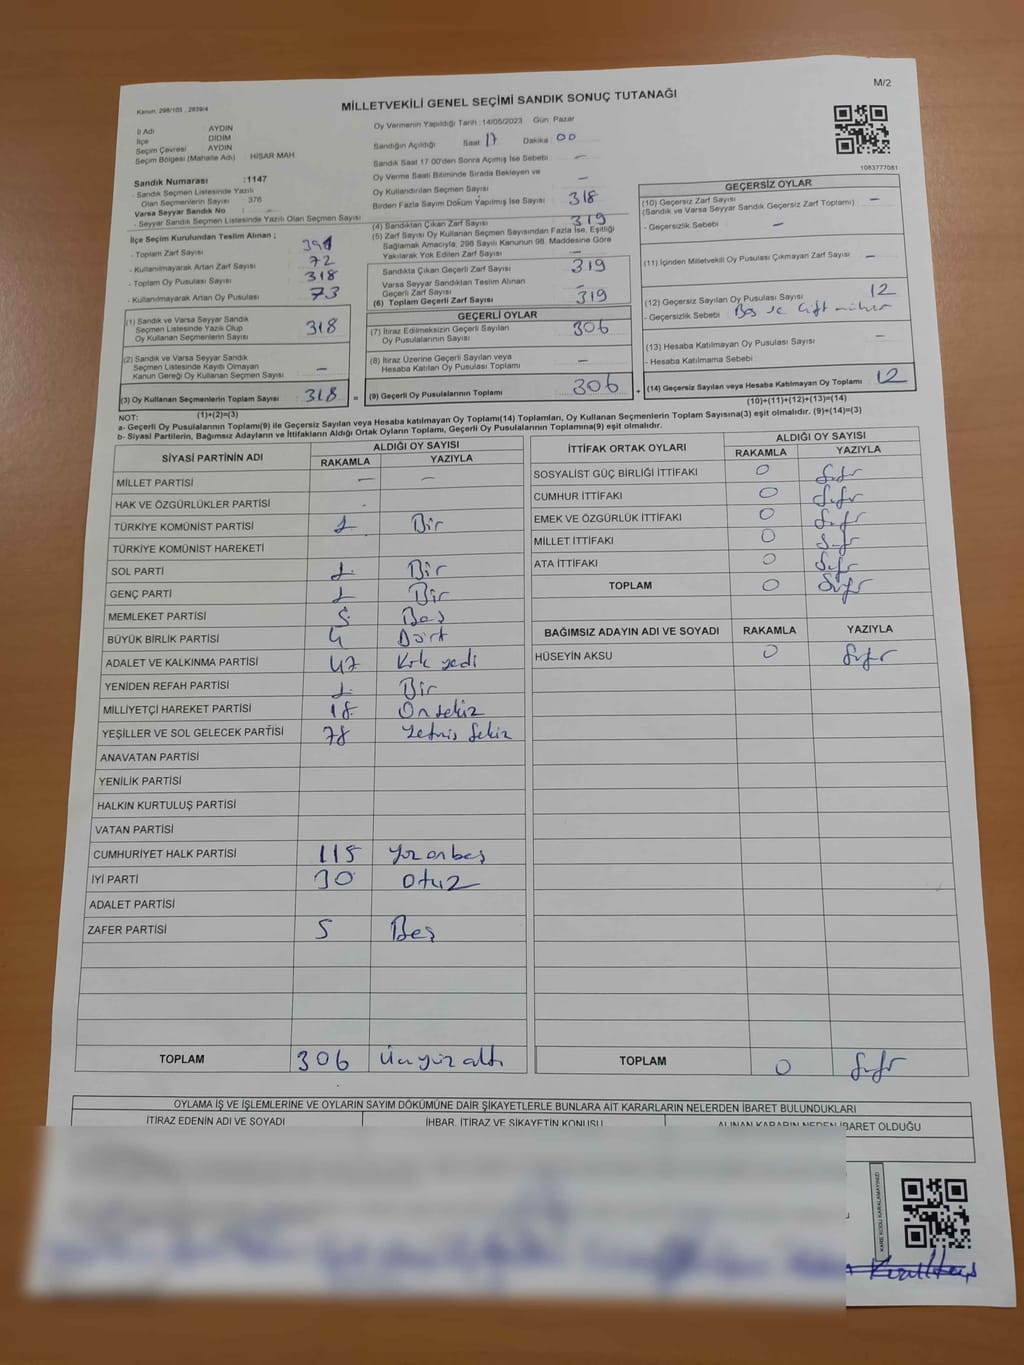 M/2
Kanun, 298/105 , 2839/4
MİLLETVEKİLİ GENEL SEÇİMİ SANDIK SONUÇ TUTANAĞI
İl Adı AYDIN
İlçe DİDİM
Seçim Çevresi AYDIN
Seçim Bölgesi (Mahalle Adı) HİSAR MAH
Sandık Numarası :1147
- Sandık Seçmen Listesinde Yazılı
Olan Seçmenlerin Sayısı 376
Varsa Seyyar Sandık No : -
- Seyyar Sandık Seçmen Listesinde Yazılı Olan Seçmen Sayısı
İlçe Seçim Kurulundan Teslim Alınan ;
- Toplam Zarf Sayısı 391
- Kullanılmayarak Artan Zarf Sayısı 72
- Toplam Oy Pusulası Sayısı 318
- Kullanılmayarak Artan Oy Pusulası 73
(1) Sandık ve Varsa Seyyar Sandık
Seçmen Listesinde Yazılı Olup
Oy Kullanan Seçmenlerin Sayısı 318
(2) Sandık ve Varsa Seyyar Sandık
Seçmen Listesinde Kayıtlı Olmayan
Kanun Gereği Oy Kullanan Seçmen Sayısı -
(3) Oy Kullanan Seçmenlerin Toplam Sayısı 318 =
Oy Vermenin Yapıldığı Tarih :14/05/2023 Gün: Pazar
Sandığın Açıldığı Saat 17 Dakika 00
Sandık Saat 17:00'den Sonra Açımış İse Sebebi -
Oy Verme Saati Bitiminde Sırada Bekleyen ve
Oy Kullandırılan Seçmen Sayısı -
Birden Fazla Sayım Döküm Yapılmış İse Sayısı 318
(4) Sandıktan Çıkan Zarf Sayısı 319
(5) Zarf Sayısı Oy Kullanan Seçmen Sayısından Fazla İse, Eşitliği
Sağlamak Amacıyla, 298 Sayılı Kanunun 98. Maddesine Göre
Yakılarak Yok Edilen Zarf Sayısı -
Sandıkla Çıkan Geçerli Zarf Sayısı 319
Varsa Seyyar Sandıktan Teslim Alınan
Geçerli Zarf Sayısı -
(6) Toplam Geçerli Zarf Sayısı 319
GEÇERLİ OYLAR
(7) İtiraz Edilmeksizin Geçerli Sayılan
Oy Pusulalarının Sayısı 306
(8) İtiraz Üzerine Geçerli Sayılan veya
Hesaba Katılan Oy Pusulası Toplamı -
(9) Geçerli Oy Pusulalarının Toplamı 306 +
1083777081
GEÇERSİZ OYLAR
(10) Geçersiz Zarf Sayısı -
(Sandık ve Varsa Seyyar Sandık Geçersiz Zarf Toplamı)
- Geçersizlik Sebebi -
(11) İçinden Milletvekili Oy Pusulası Çıkmayan Zarf Sayısı -
(12) Geçersiz Sayılan Oy Pusulası Sayısı 12
- Geçersizlik Sebebi Boş ve çift mühür
(13) Hesaba Katılmayan Oy Pusulası Sayısı -
- Hesaba Katılmama Sebebi
(14) Geçersiz Sayılan veya Hesaba Katılmayan Oy Toplamı 12
(10)+(11)+(12)+(13)=(14)
NOT: (1)+(2)=(3)
a- Geçerli Oy Pusulalarının Toplamı(9) ile Geçersiz Sayılan veya Hesaba katılmayan Oy Toplamı(14) Toplamları, Oy Kullanan Seçmenlerin Toplam Sayısına(3) eşit olmalıdır. (9)+(14)=(3)
b- Siyasi Partilerin, Bağımsız Adayların ve İttifakların Aldığı Ortak Oyların Toplamı, Geçerli Oy Pusulalarının Toplamına(9) eşit olmalıdır.
SİYASİ PARTİNİN ADI ALDIĞI OY SAYISI
RAKAMLA YAZIYLA
MİLLET PARTİSİ - -
HAK VE ÖZGÜRLÜKLER PARTİSİ
TÜRKİYE KOMÜNİST PARTİSİ 1 Bir
TÜRKİYE KOMÜNİST HAREKETİ
SOL PARTİ 1 Bir
GENÇ PARTİ 1 Bir
MEMLEKET PARTİSİ 5 Beş
BÜYÜK BİRLİK PARTİSİ 4 Dört
ADALET VE KALKINMA PARTİSİ 47 Kırk yedi
YENİDEN REFAH PARTİSİ 1 Bir
MİLLİYETÇİ HAREKET PARTİSİ 18 On sekiz
YEŞİLLER VE SOL GELECEK PARTİSİ 78 Yetmiş sekiz
ANAVATAN PARTİSİ
YENİLİK PARTİSİ
HALKIN KURTULUŞ PARTİSİ
VATAN PARTİSİ
CUMHURİYET HALK PARTİSİ 115 Yüz onbeş
İYİ PARTİ 30 Otuz
ADALET PARTİSİ
ZAFER PARTİSİ 5 Beş
TOPLAM 306 Üçyüz altı
İTTİFAK ORTAK OYLARI ALDIĞI OY SAYISI
RAKAMLA YAZIYLA
SOSYALİST GÜÇ BİRLİĞİ İTTİFAKI 0 Sıfır
CUMHUR İTTİFAKI 0 Sıfır
EMEK VE ÖZGÜRLÜK İTTİFAKI 0 Sıfır
MİLLET İTTİFAKI 0 Sıfır
ATA İTTİFAKI 0 Sıfır
TOPLAM 0 Sıfır
BAĞIMSIZ ADAYIN ADI VE SOYADI RAKAMLA YAZIYLA
HÜSEYİN AKSU 0 Sıfır
TOPLAM 0 Sıfır
OYLAMA İŞ VE İŞLEMLERİNE VE OYLARIN SAYIM DÖKÜMÜNE DAİR ŞİKAYETLERLE BUNLARA AİT KARARLARIN NELERDEN İBARET BULUNDUKLARI
İTİRAZ EDENİN ADI VE SOYADI İHBAR, İTİRAZ VE ŞİKAYETİN KONUSU ALINAN KARARIN NEDEN İBARET OLDUĞU
KARE KODU KARALAMAYINIZ!